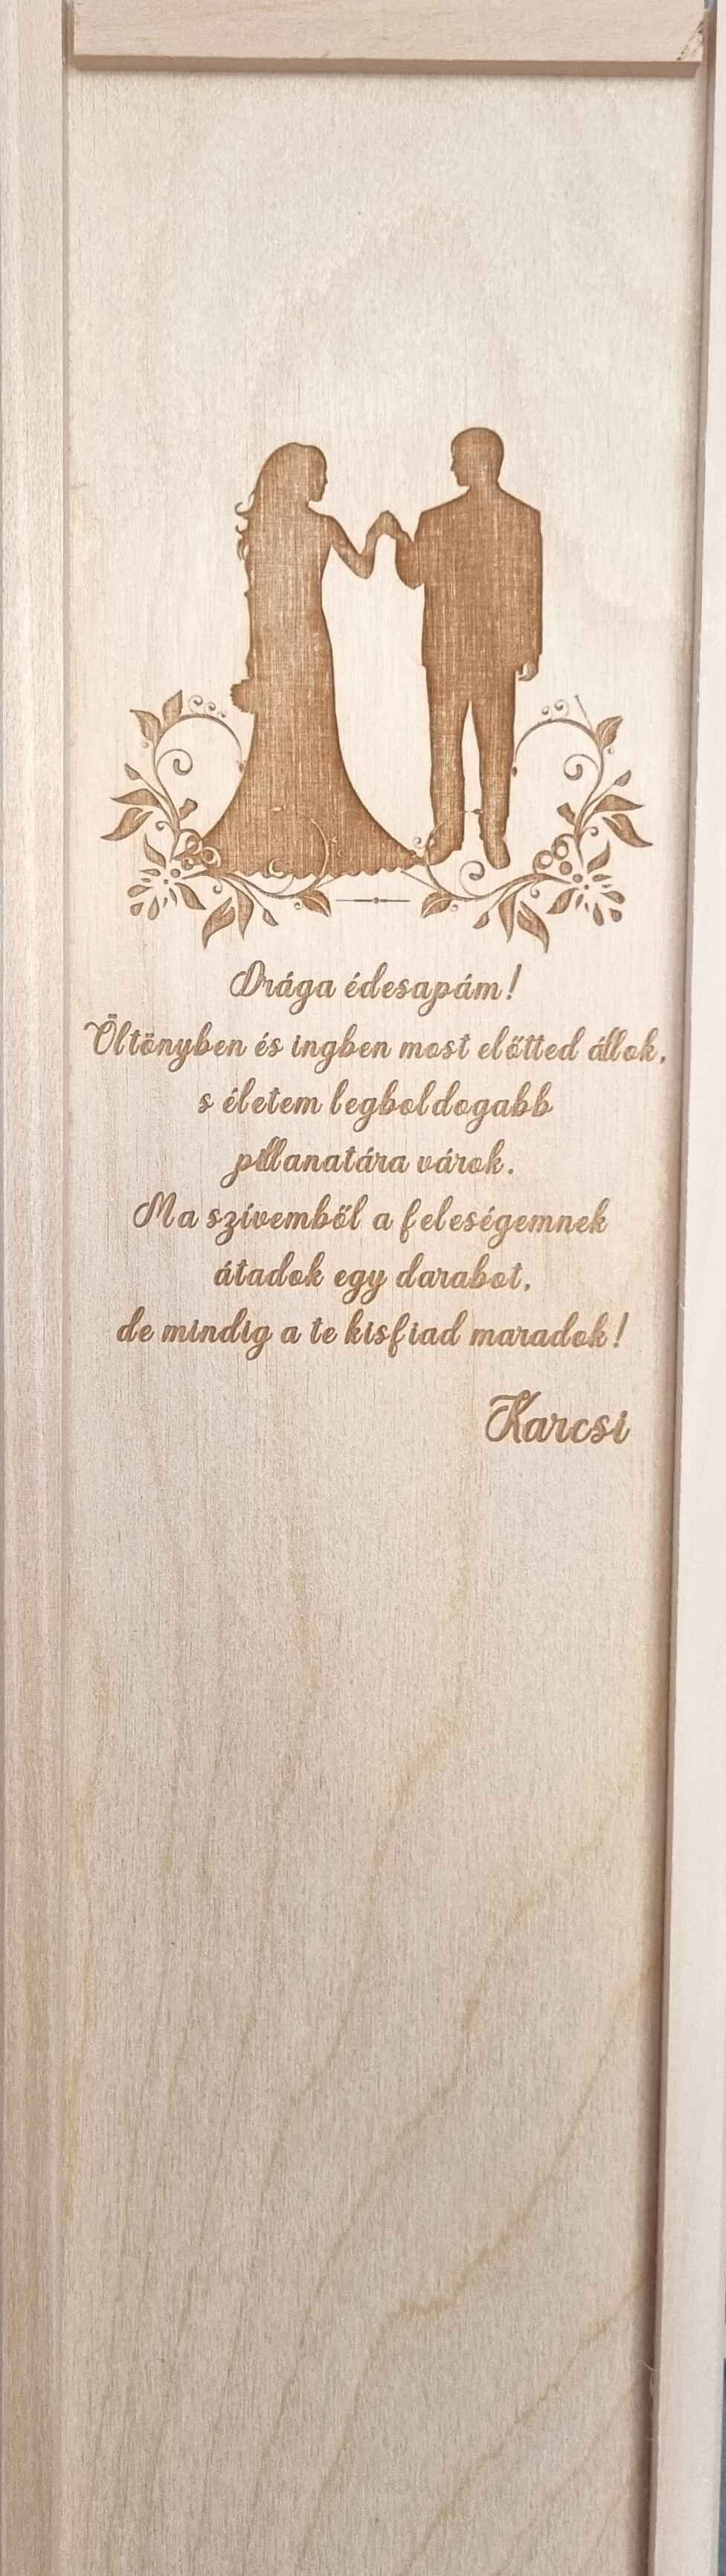 Drága édesapám!
Öltönyben és ingben most előtted állok,
s életem legboldogabb
pillanatára várok.
Ma szívemből a feleségemnek
átadok egy darabot,
de mindig a te kisfiad maradok!
Karcsi